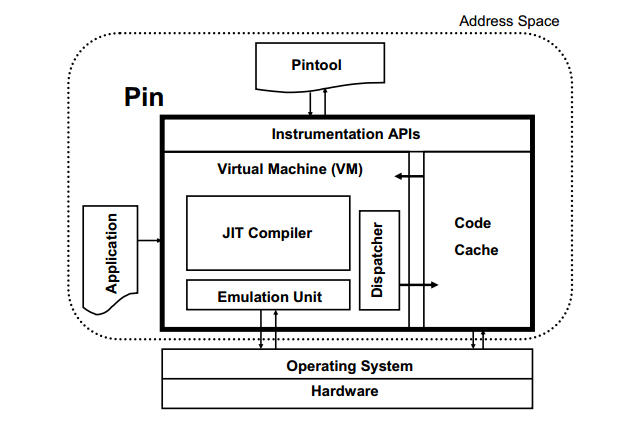 Address Space
Pintool
Pin
Instrumentation APIs
Virtual Machine (VM)
JIT Compiler
Emulation Unit
Dispatcher
Code
Cache
Application
Operating System
Hardware